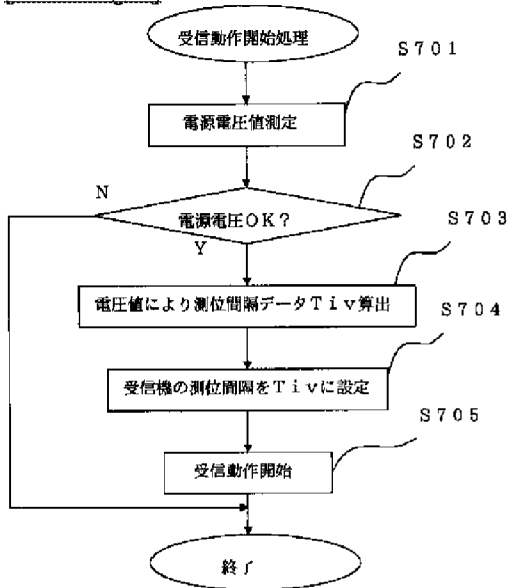 受信動作開始処理
S701
電源電圧値測定
S702
N
電源電圧OK?
Y
S703
電圧値により測位間隔データTiv算出
S704
受信機の測位間隔をTivに設定
S705
受信動作開始
終了